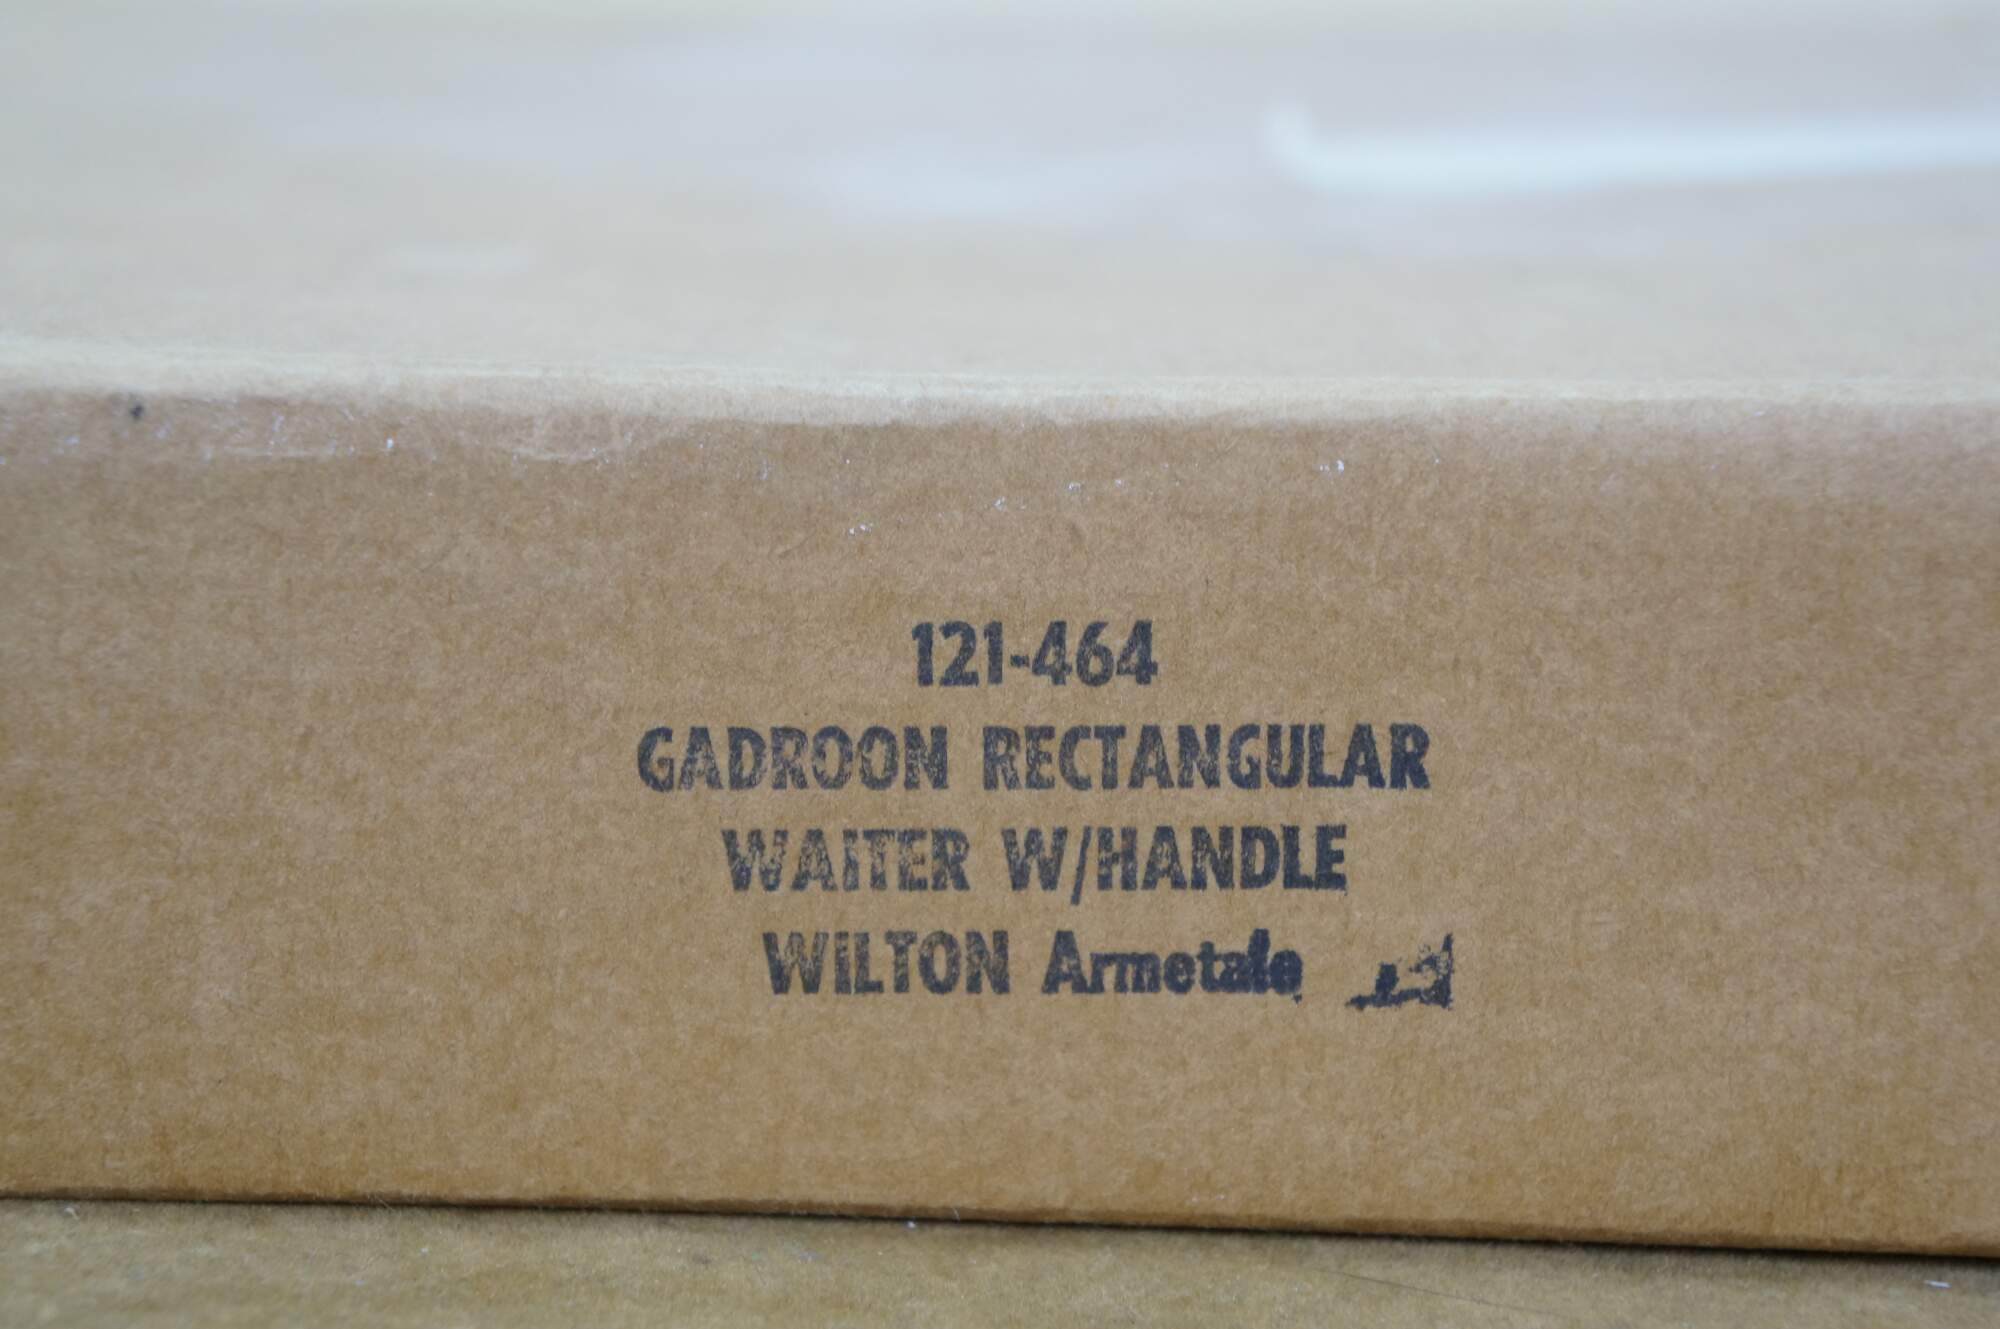 121-464
GADROON RECTANGULAR
WAITER W/HANDLE
WILTON Armetale